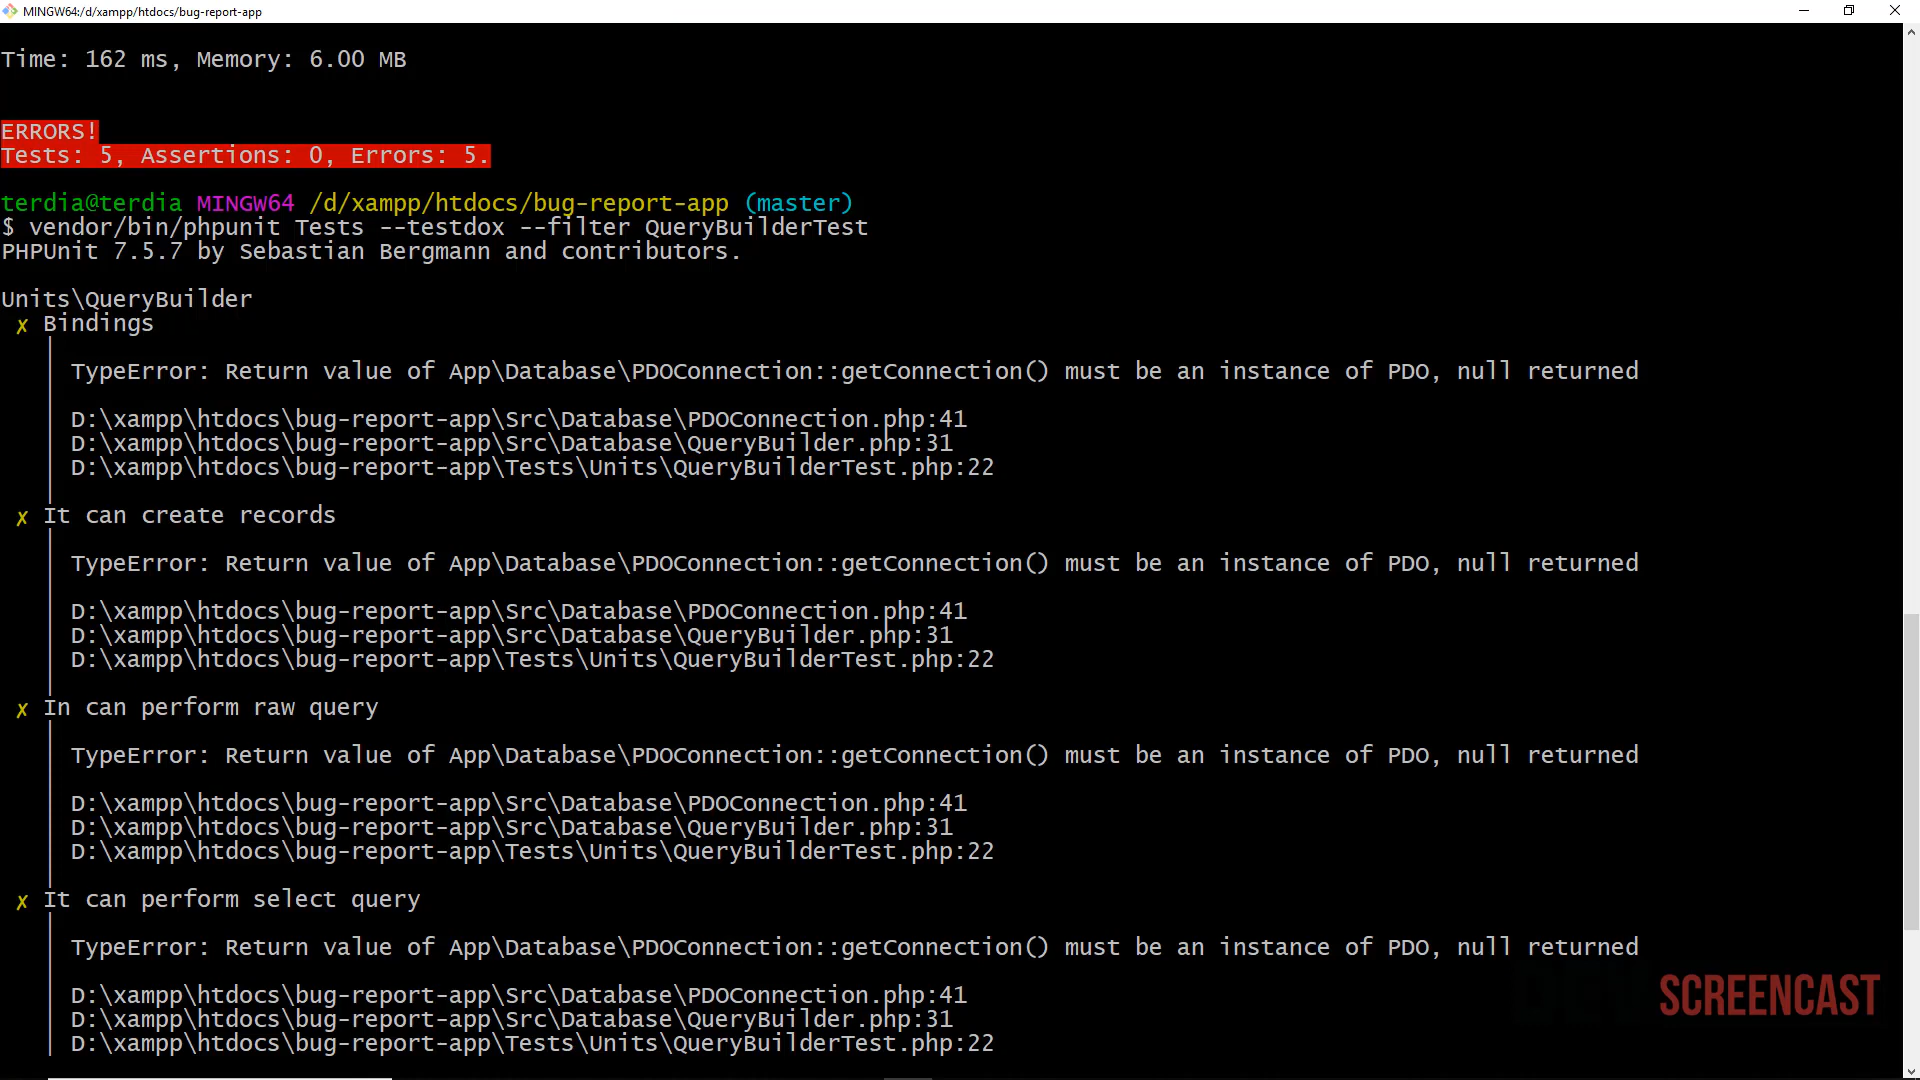 MINGW64:/d/xampp/htdocs/bug-report-app
Time: 162 ms, Memory: 6.00 MB
ERRORS!
Tests: 5, Assertions: 0, Errors: 5.
terdia@terdia MINGW64 /d/xampp/htdocs/bug-report-app (master)
$ vendor/bin/phpunit Tests --testdox --filter QueryBuilderTest
PHPUnit 7.5.7 by Sebastian Bergmann and contributors.
Units\QueryBuilder
✗ Bindings
TypeError: Return value of App\Database\PDOConnection::getConnection() must be an instance of PDO, null returned
D:\xampp\htdocs\bug-report-app\Src\Database\PDOConnection.php:41
D:\xampp\htdocs\bug-report-app\Src\Database\QueryBuilder.php:31
D:\xampp\htdocs\bug-report-app\Tests\Units\QueryBuilderTest.php:22
✗ It can create records
TypeError: Return value of App\Database\PDOConnection::getConnection() must be an instance of PDO, null returned
D:\xampp\htdocs\bug-report-app\Src\Database\PDOConnection.php:41
D:\xampp\htdocs\bug-report-app\Src\Database\QueryBuilder.php:31
D:\xampp\htdocs\bug-report-app\Tests\Units\QueryBuilderTest.php:22
✗ In can perform raw query
TypeError: Return value of App\Database\PDOConnection::getConnection() must be an instance of PDO, null returned
D:\xampp\htdocs\bug-report-app\Src\Database\PDOConnection.php:41
D:\xampp\htdocs\bug-report-app\Src\Database\QueryBuilder.php:31
D:\xampp\htdocs\bug-report-app\Tests\Units\QueryBuilderTest.php:22
✗ It can perform select query
TypeError: Return value of App\Database\PDOConnection::getConnection() must be an instance of PDO, null returned
D:\xampp\htdocs\bug-report-app\Src\Database\PDOConnection.php:41
D:\xampp\htdocs\bug-report-app\Src\Database\QueryBuilder.php:31
D:\xampp\htdocs\bug-report-app\Tests\Units\QueryBuilderTest.php:22
SCREENCAST